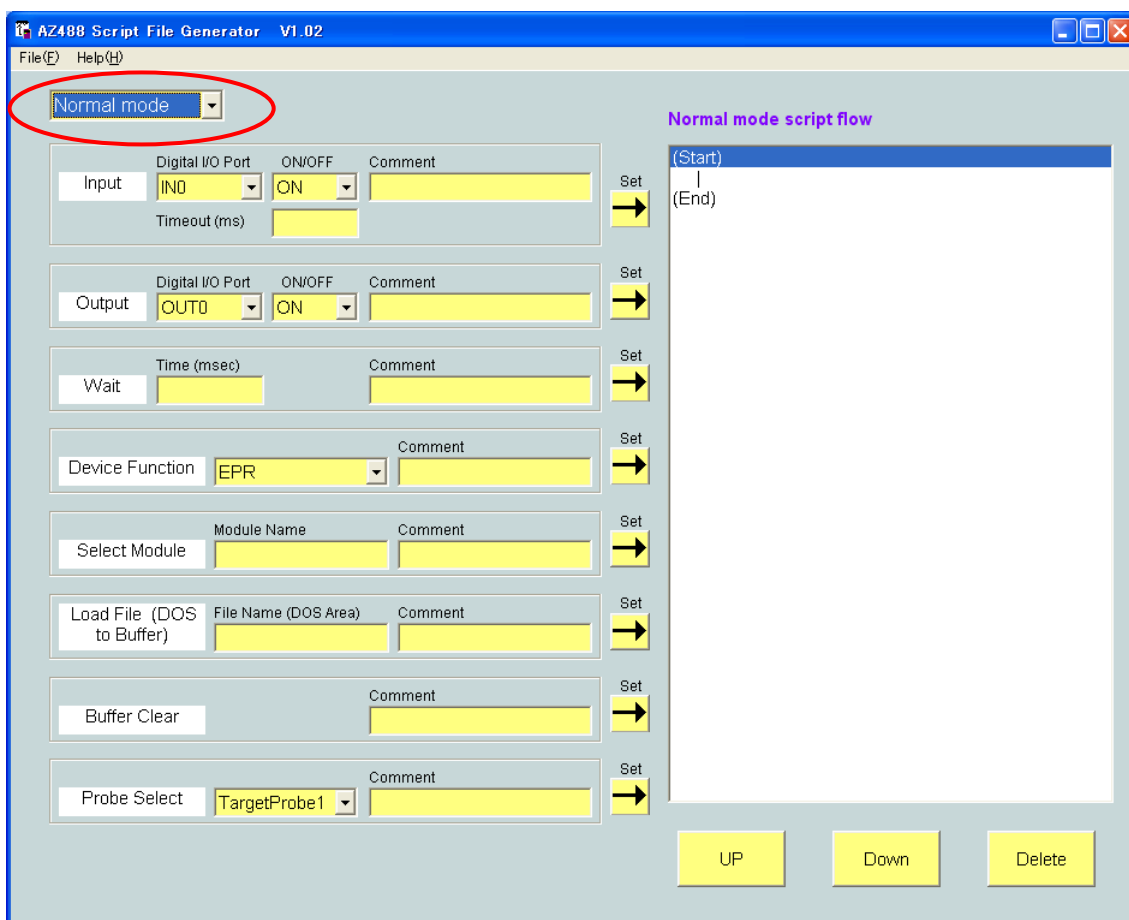 AZ488 Script File Generator V1.02
File(F) Help(H)
Normal mode
Normal mode script flow
Digital I/O Port ON/OFF Comment
Input IN0 ON
Timeout (ms)
Set
(Start)
|
(End)
Digital I/O Port ON/OFF Comment
Output OUT0 ON
Set
Time (msec) Comment
Wait
Set
Comment
Device Function EPR
Set
Module Name Comment
Select Module
Set
Load File (DOS
to Buffer)
File Name (DOS Area) Comment
Set
Comment
Buffer Clear
Set
Comment
Probe Select TargetProbe1
Set
UP Down Delete